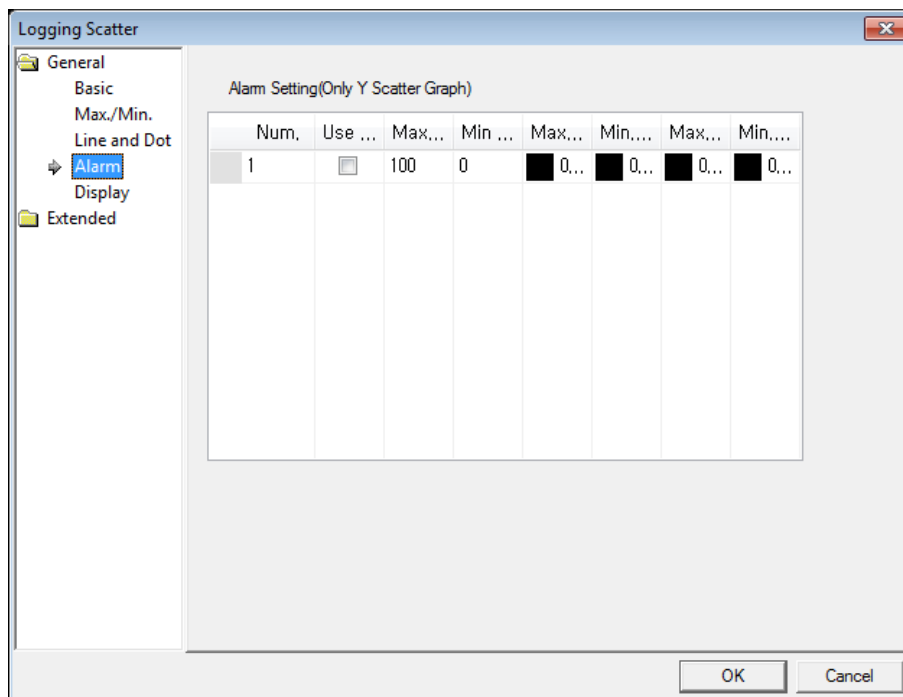 Logging Scatter
General
Basic
Max./Min.
Line and Dot
Alarm
Display
Extended
Alarm Setting(Only Y Scatter Graph)
Num, Use ... Max,.. Min ... Max,.. Min,... Max,.. Min,...
1 100 0 0,.. 0,.. 0,.. 0,..
OK Cancel